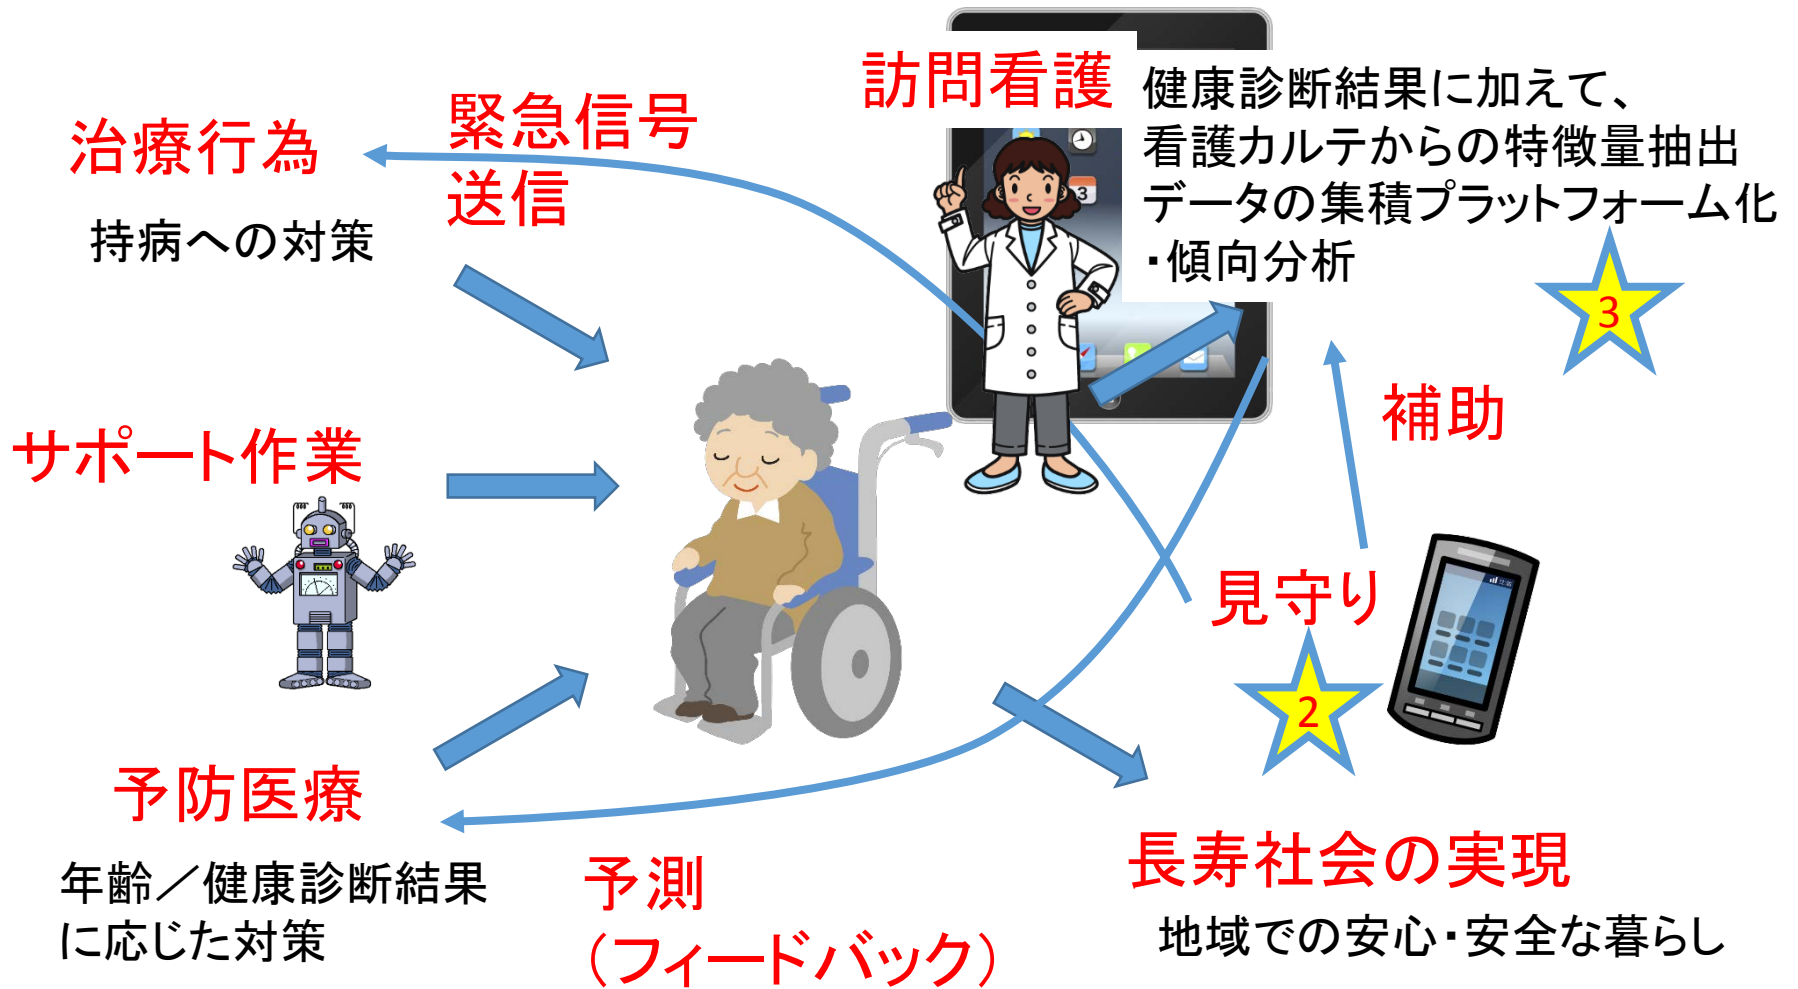 訪問看護
健康診断結果に加えて、
看護カルテからの特徴量抽出
データの集積プラットフォーム化
・傾向分析
3
緊急信号
送信
治療行為
持病への対策
3
補助
サポート作業
見守り
2
予防医療
年齢／健康診断結果
に応じた対策
予測
（フィードバック）
長寿社会の実現
地域での安心・安全な暮らし